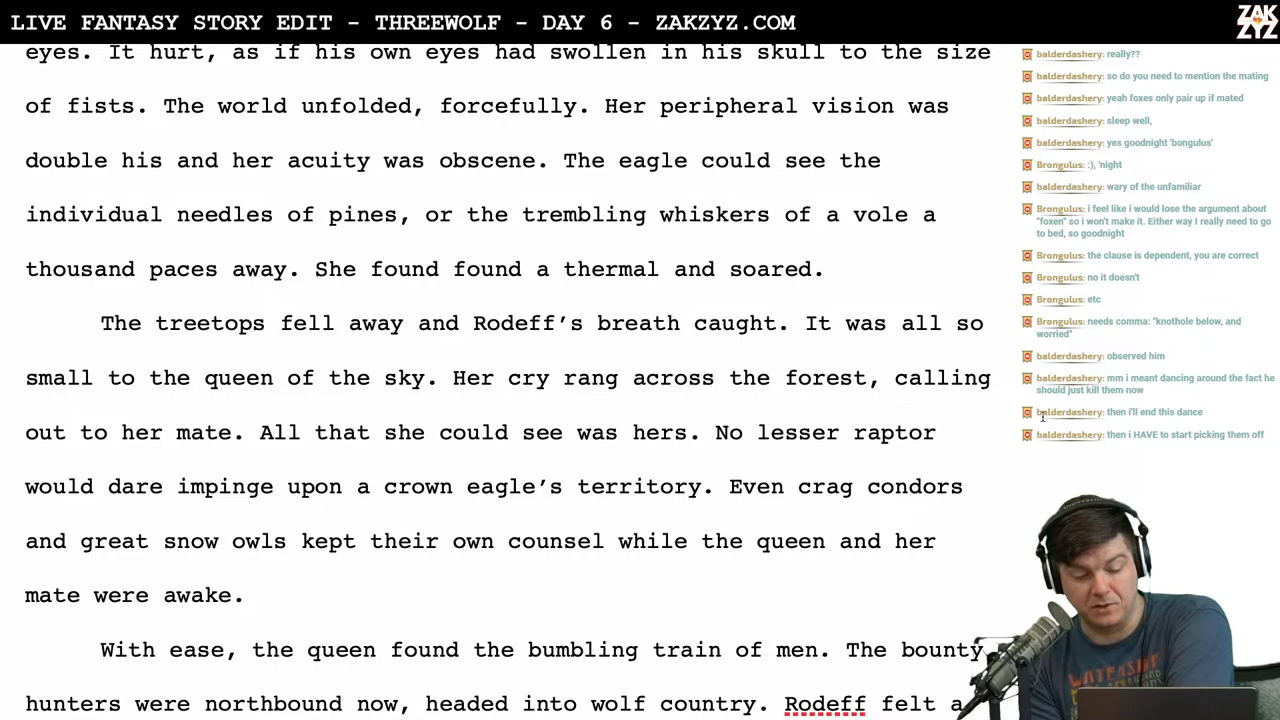 LIVE FANTASY STORY EDIT - THREEWOLF - DAY 6 - ZAKZYZ.COM
ZAK
ZYZ
eyes. It hurt, as if his own eyes had swollen in his skull to the size
of fists. The world unfolded, forcefully. Her peripheral vision was
double his and her acuity was obscene. The eagle could see the
individual needles of pines, or the trembling whiskers of a vole a
thousand paces away. She found found a thermal and soared.
The treetops fell away and Rodeff’s breath caught. It was all so
small to the queen of the sky. Her cry rang across the forest, calling
out to her mate. All that she could see was hers. No lesser raptor
would dare impinge upon a crown eagle’s territory. Even crag condors
and great snow owls kept their own counsel while the queen and her
mate were awake.
With ease, the queen found the bumbling train of men. The bounty
hunters were northbound now, headed into wolf country. Rodeff felt a
balderdashery: really??
balderdashery: so do you need to mention the mating
balderdashery: yeah foxes only pair up if mated
balderdashery: sleep well,
balderdashery: yes goodnight 'bongulus'
Brongulus: :), 'night
balderdashery: wary of the unfamiliar
Brongulus: i feel like i would lose the argument about
"foxen" so i won't make it. Either way I really need to go
to bed, so goodnight
Brongulus: the clause is dependent, you are correct
Brongulus: no it doesn't
Brongulus: etc
Brongulus: needs comma: "knothole below, and
worried"
balderdashery: observed him
balderdashery: mm i meant dancing around the fact he
should just kill them now
balderdashery: then i'll end this dance
balderdashery: then i HAVE to start picking them off